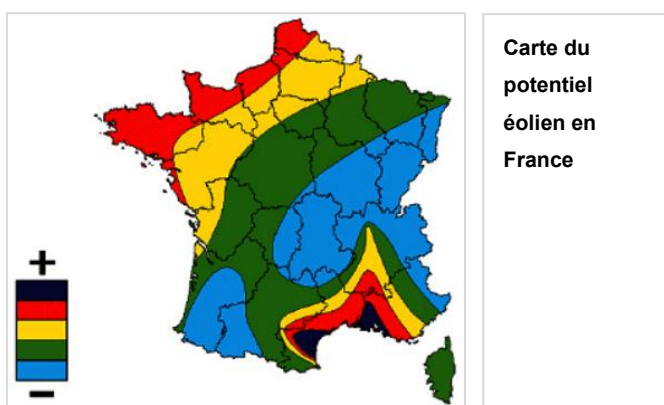 Carte du
potentiel
éolien en
France
+
−